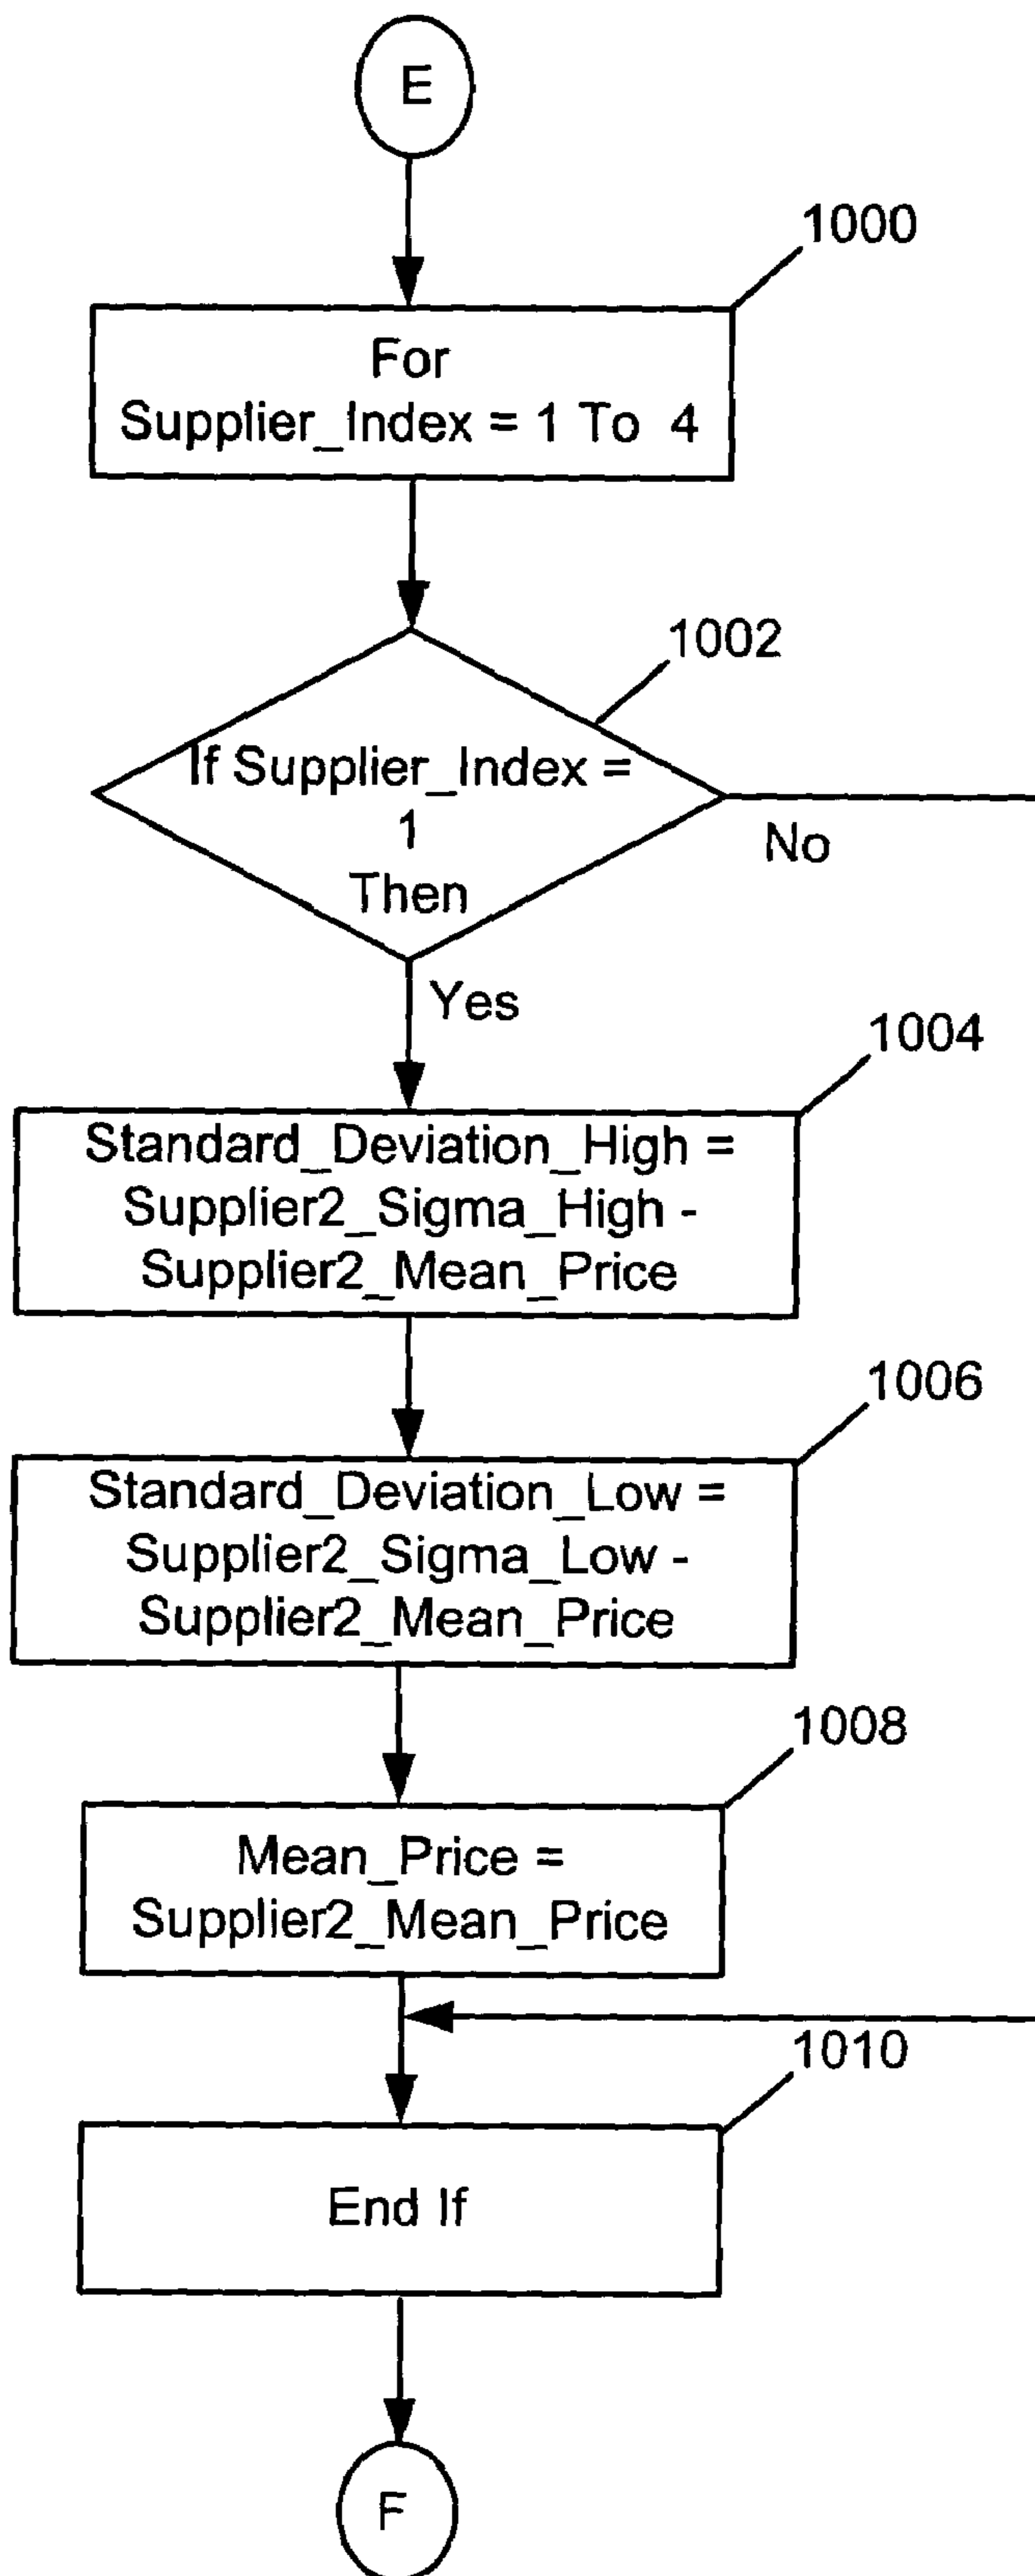 E
1000
For
Supplier_Index = 1 To 4
1002
If Supplier_Index =
1
Then
No
Yes
1004
Standard_Deviation_High =
Supplier2_Sigma_High -
Supplier2_Mean_Price
1006
Standard_Deviation_Low =
Supplier2_Sigma_Low -
Supplier2_Mean_Price
1008
Mean_Price =
Supplier2_Mean_Price
1010
End If
F